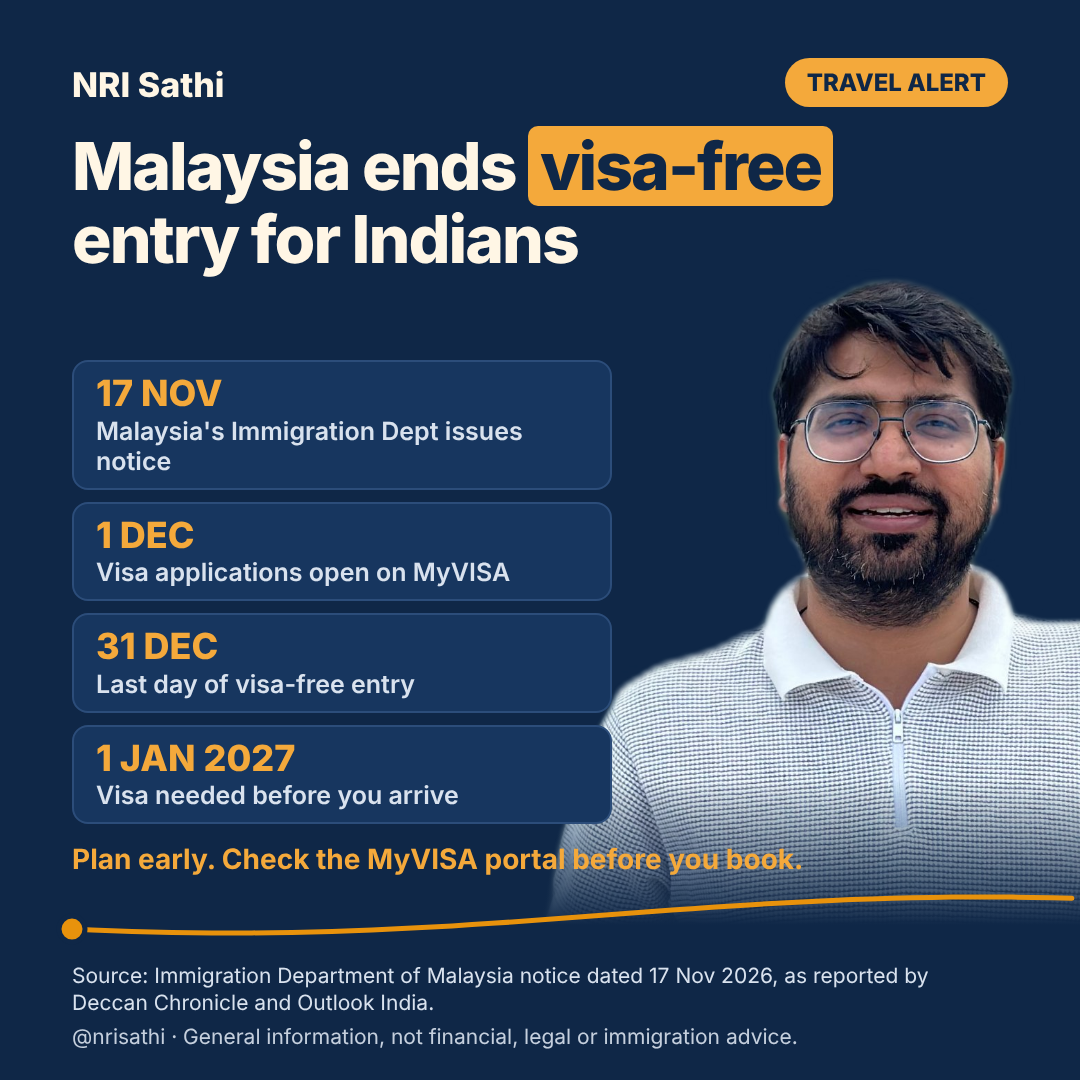 NRI Sathi
TRAVEL ALERT
Malaysia ends visa-free
entry for Indians
17 NOV
Malaysia's Immigration Dept issues
notice
1 DEC
Visa applications open on MyVISA
31 DEC
Last day of visa-free entry
1 JAN 2027
Visa needed before you arrive
Plan early. Check the MyVISA portal before you book.
Source: Immigration Department of Malaysia notice dated 17 Nov 2026, as reported by
Deccan Chronicle and Outlook India.
@nrisathi · General information, not financial, legal or immigration advice.